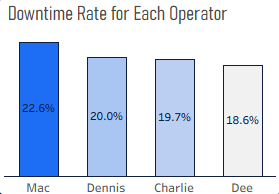 Downtime Rate for Each Operator
22.6%
20.0%
19.7%
18.6%
Mac Dennis Charlie Dee